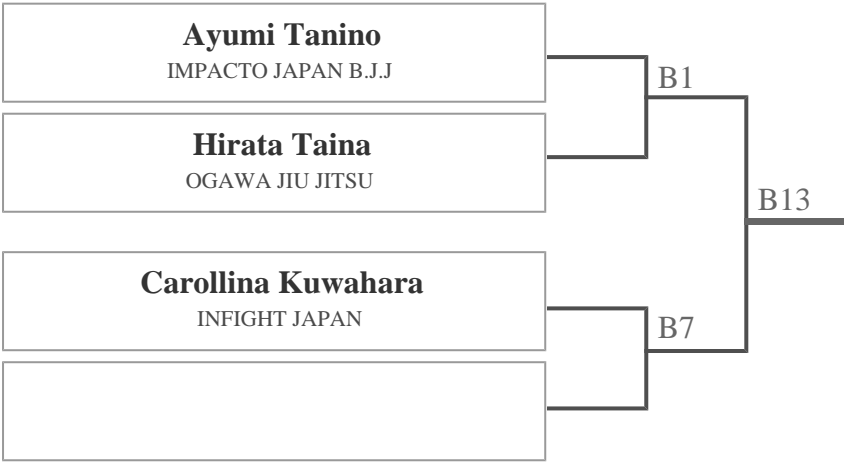 Ayumi Tanino
IMPACTO JAPAN B.J.J
B1
Hirata Taina
OGAWA JIU JITSU
B13
Carollina Kuwahara
INFIGHT JAPAN
B7